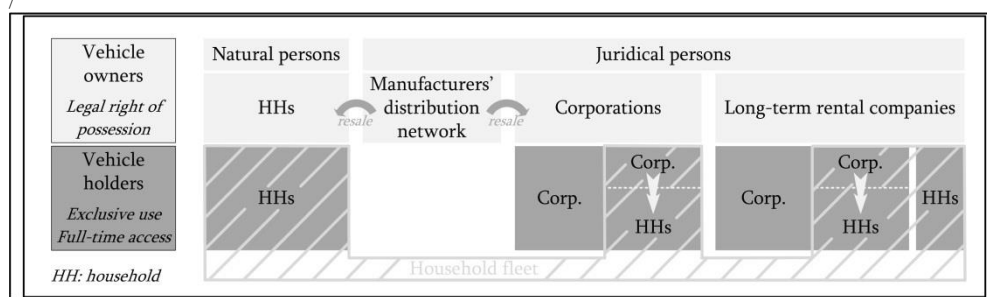 /
Vehicle
owners
Legal right of
possession
Natural persons
Juridical persons
HHs
resale
Manufacturers'
distribution
network
resale
Corporations
Long-term rental companies
Vehicle
holders
Exclusive use
Full-time access
HHs
Corp.
Corp.
HHs
Corp.
Corp.
HHs
HHs
Household fleet
HH: household